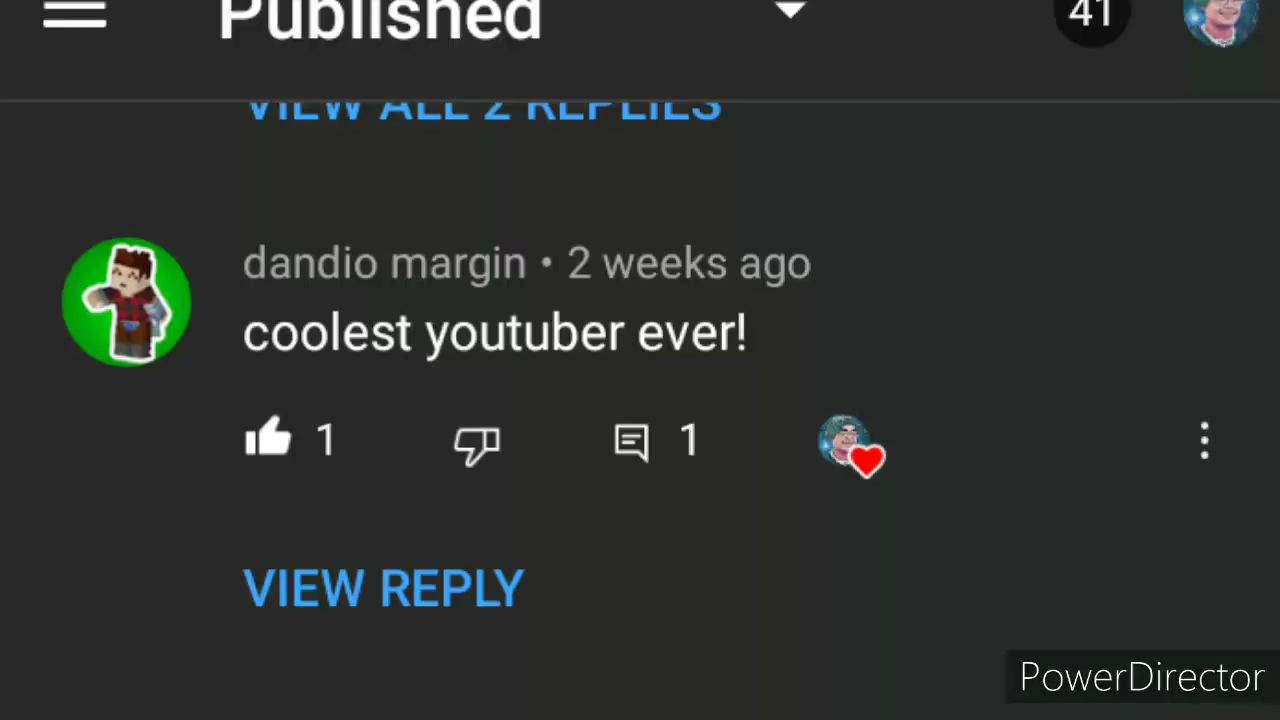 Published
41
VIEW ALL 2 REPLIES
dandio margin • 2 weeks ago
coolest youtuber ever!
1
1
VIEW REPLY
PowerDirector